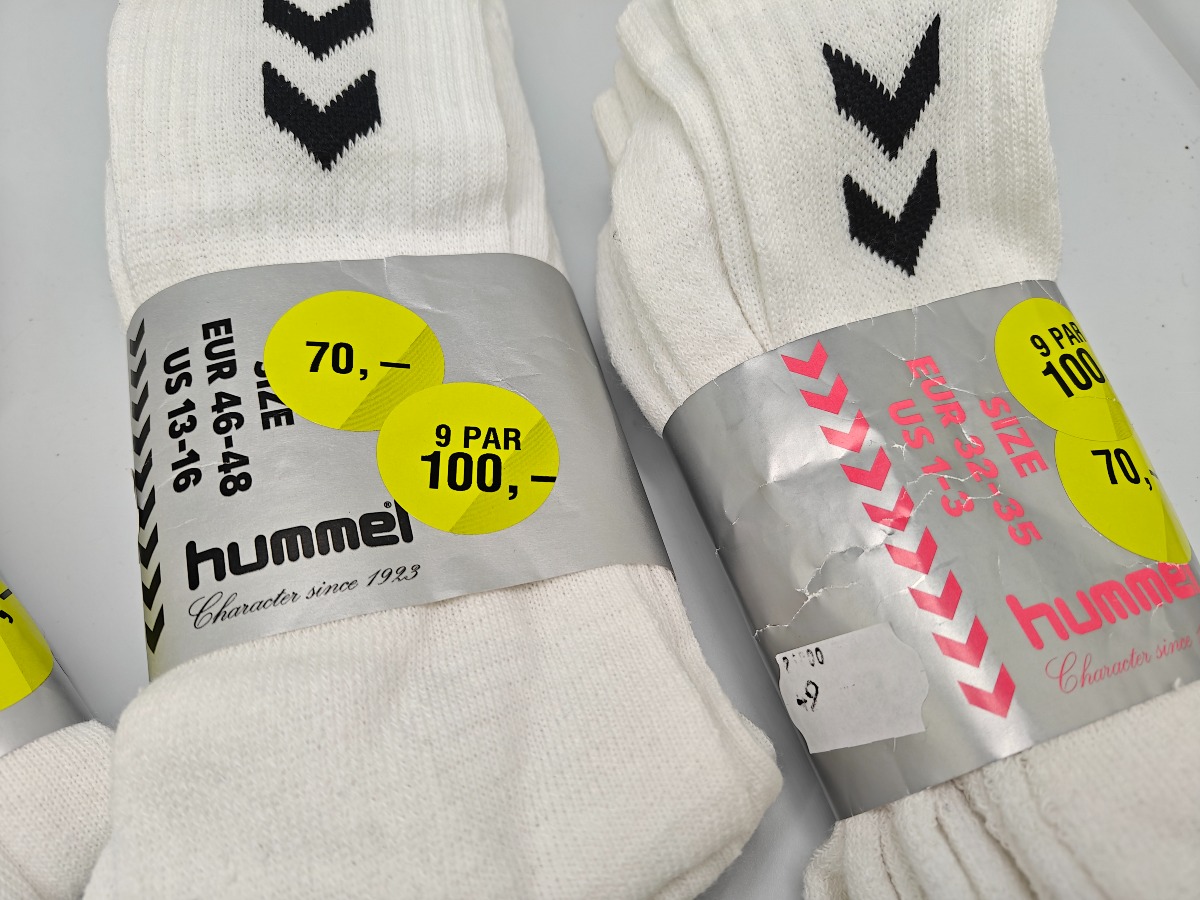 70,–
9 PAR
100,–
SIZE
EUR 46-48
US 13-16
hummel®
Character since 1923
9 PAR
100
70,-
SIZE
EUR 32-35
US 1-3
hummel
Character since